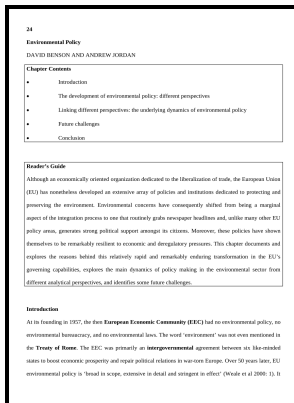 24
Environmental Policy
DAVID BENSON AND ANDREW JORDAN
Chapter Contents
• Introduction
• The development of environmental policy: different perspectives
• Linking different perspectives: the underlying dynamics of environmental policy
• Future challenges
• Conclusion
Reader's Guide
Although an economically oriented organization dedicated to the liberalization of trade, the European Union
(EU) has nonetheless developed an extensive array of policies and institutions dedicated to protecting and
preserving the environment. Environmental concerns have consequently shifted from being a marginal
aspect of the integration process to one that routinely grabs newspaper headlines and, unlike many other EU
policy areas, generates strong political support amongst its citizens. Moreover, these policies have shown
themselves to be remarkably resilient to economic and deregulatory pressures. This chapter documents and
explores the reasons behind this relatively rapid and remarkably enduring transformation in the EU's
governing capabilities, explores the main dynamics of policy making in the environmental sector from
different analytical perspectives, and identifies some future challenges.
Introduction
At its founding in 1957, the then European Economic Community (EEC) had no environmental policy, no
environmental bureaucracy, and no environmental laws. The word 'environment' was not even mentioned in
the Treaty of Rome. The EEC was primarily an intergovernmental agreement between six like-minded
states to boost economic prosperity and repair political relations in war-torn Europe. Over 50 years later, EU
environmental policy is 'broad in scope, extensive in detail and stringent in effect' (Weale et al 2000: 1). It